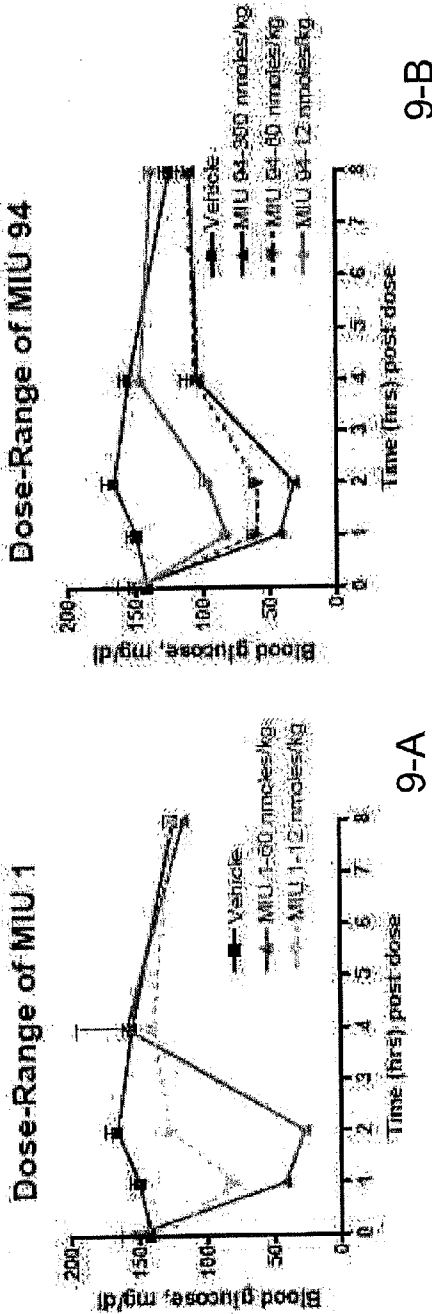 Dose-Range of MIU 1
Blood glucose, mg/dl
200
150
100
50
0
0 1 2 3 4 5 6 7 8
Time (hrs) post dose
Vehicle
MIU 1-60 nmoles/kg
MIU 1-12 nmoles/kg
9-A
Dose-Range of MIU 94
Blood glucose, mg/dl
200
150
100
50
0
0 1 2 3 4 5 6 7 8
Time (hrs) post dose
Vehicle
MIU 94-300 nmoles/kg
MIU 94-60 nmoles/kg
MIU 94-12 nmoles/kg
9-B